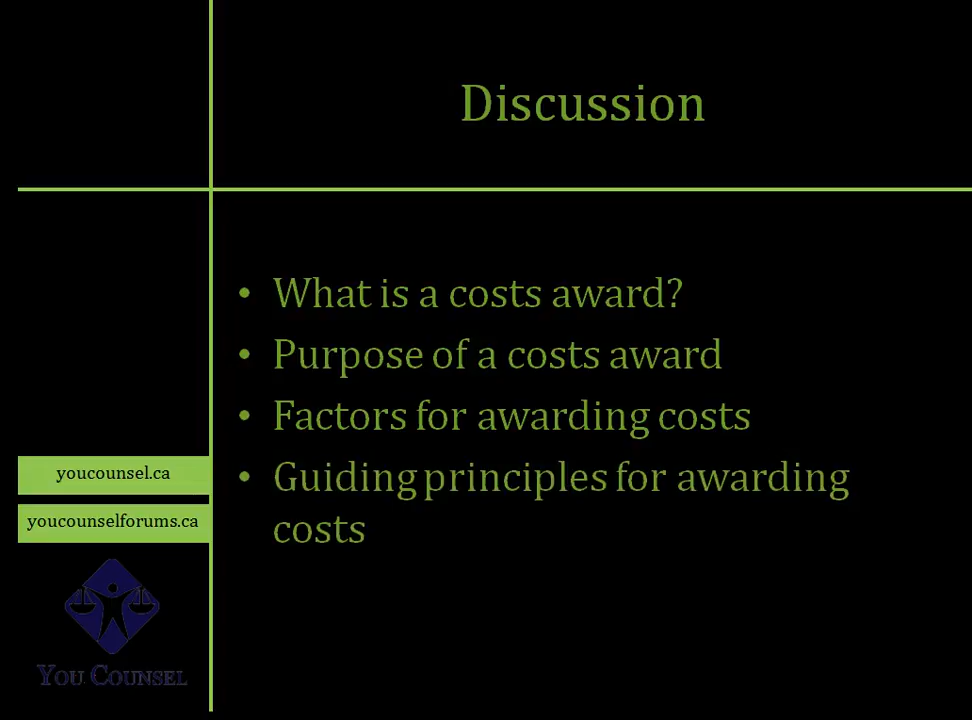 Discussion
• What is a costs award?
• Purpose of a costs award
• Factors for awarding costs
• Guiding principles for awarding
costs
youcounsel.ca
youcounselforums.ca
YOU COUNSEL